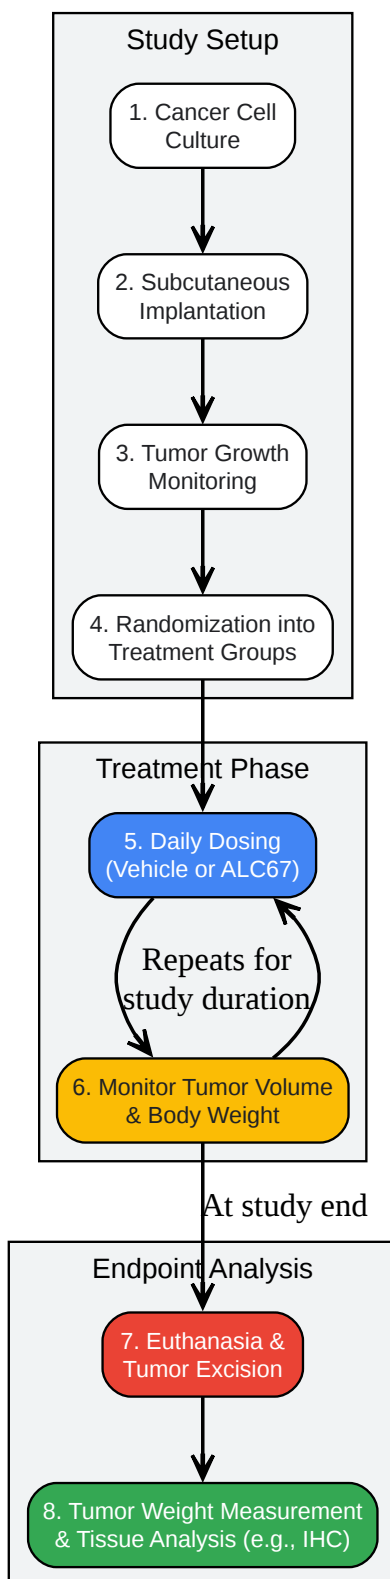 Study Setup
1. Cancer Cell
Culture
2. Subcutaneous
Implantation
3. Tumor Growth
Monitoring
4. Randomization into
Treatment Groups
Treatment Phase
5. Daily Dosing
(Vehicle or ALC67)
Repeats for
study duration
6. Monitor Tumor Volume
& Body Weight
At study end
Endpoint Analysis
7. Euthanasia &
Tumor Excision
8. Tumor Weight Measurement
& Tissue Analysis (e.g., IHC)